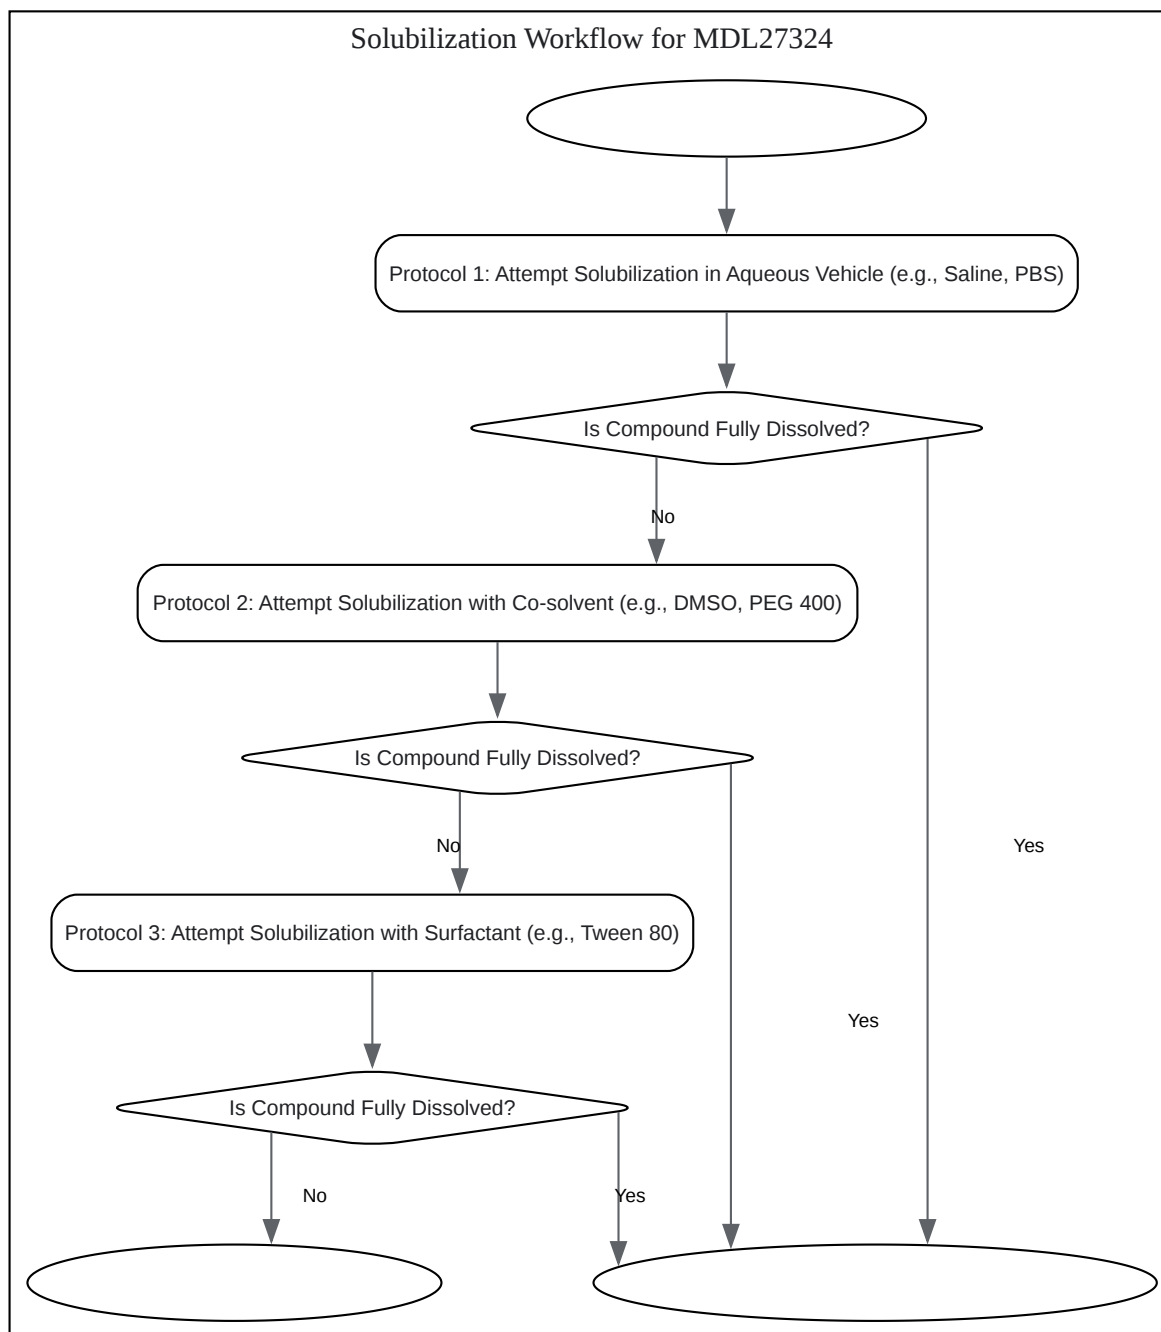 Solubilization Workflow for MDL27324
Protocol 1: Attempt Solubilization in Aqueous Vehicle (e.g., Saline, PBS)
Is Compound Fully Dissolved?
No
Protocol 2: Attempt Solubilization with Co-solvent (e.g., DMSO, PEG 400)
Is Compound Fully Dissolved?
No
Yes
Protocol 3: Attempt Solubilization with Surfactant (e.g., Tween 80)
Yes
Is Compound Fully Dissolved?
No
Yes